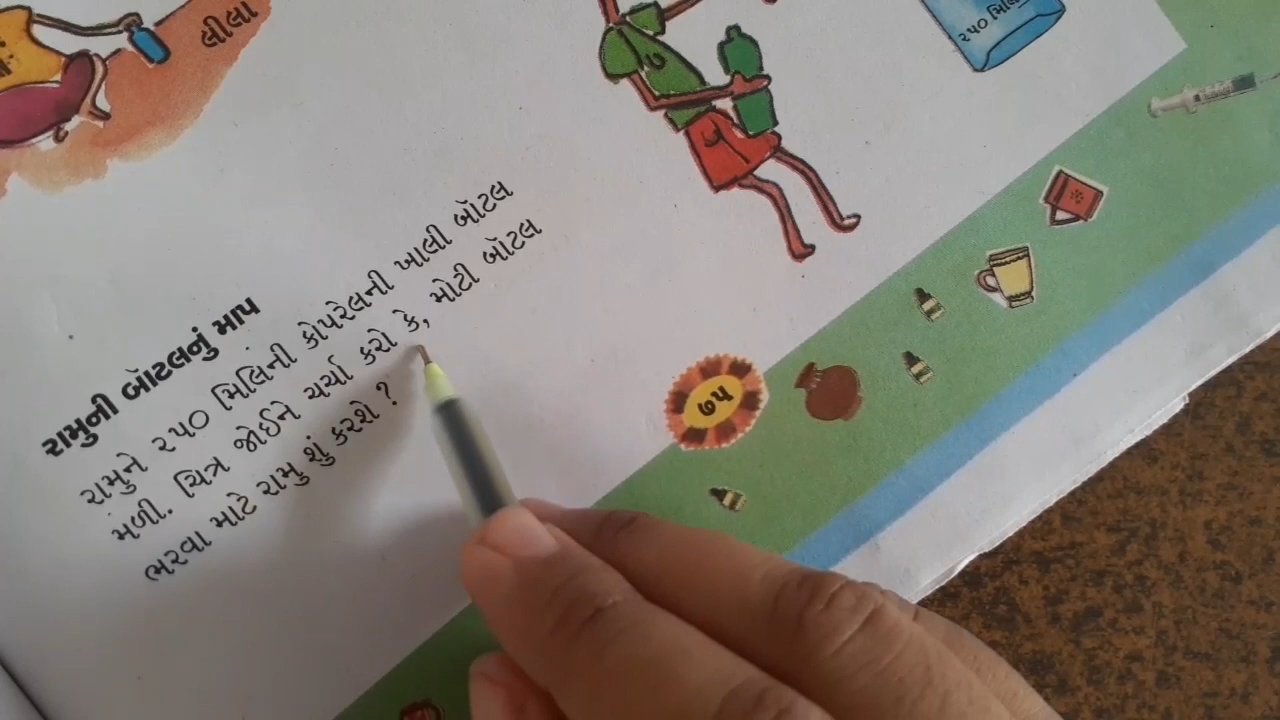 લીલા
૨૫૦ મિલિ
રામુની બૉટલનું માપ
રામુને ૨૫૦ મિલિની કોપરેલની ખાલી બૉટલ
મળી. ચિત્ર જોઈને ચર્ચા કરો કે, મોટી બૉટલ
ભરવા માટે રામુ શું કરશે ?
૭૫